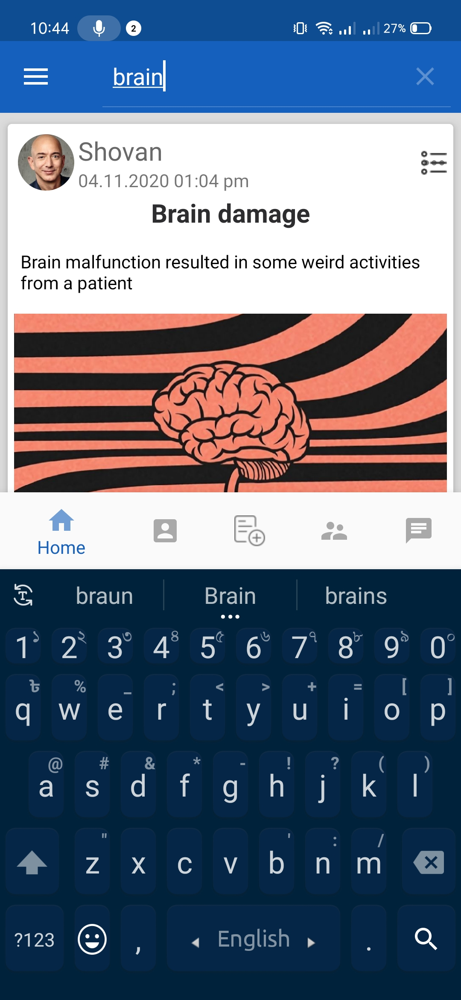 10:44 2 27%
brain
Shovan
04.11.2020 01:04 pm
Brain damage
Brain malfunction resulted in some weird activities
from a patient
Home
braun Brain brains
1 ১ 2 ২ 3 ৩ 4 ৪ 5 ৫ 6 ৬ 7 ৭ 8 ৮ 9 ৯ 0 ০
q ৳ w % e _ r ; t < y > u + i = o [ p ]
a @ s # d & f * g - h ! j ? k ( l )
z " x c v b ' n : m /
?123 , English .